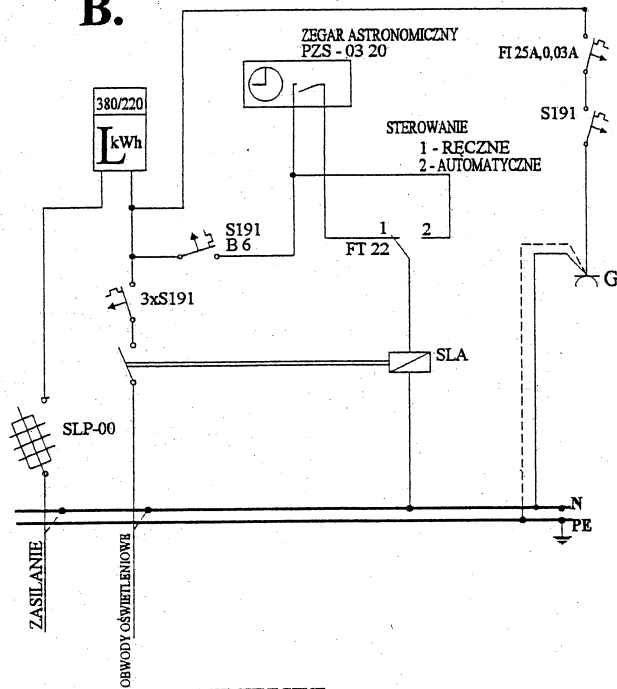 B.
ZEGAR ASTRONOMICZNY
PZS - 03 20
FI 25A,0,03A
380/220
L kWh
S191
STEROWANIE
1 - RĘCZNE
2 - AUTOMATYCZNE
S191
B 6
1
2
FT 22
G
3xS191
SLA
SLP-00
N
PE
ZASILANIE
OBWODY OŚWIETLENIOWE